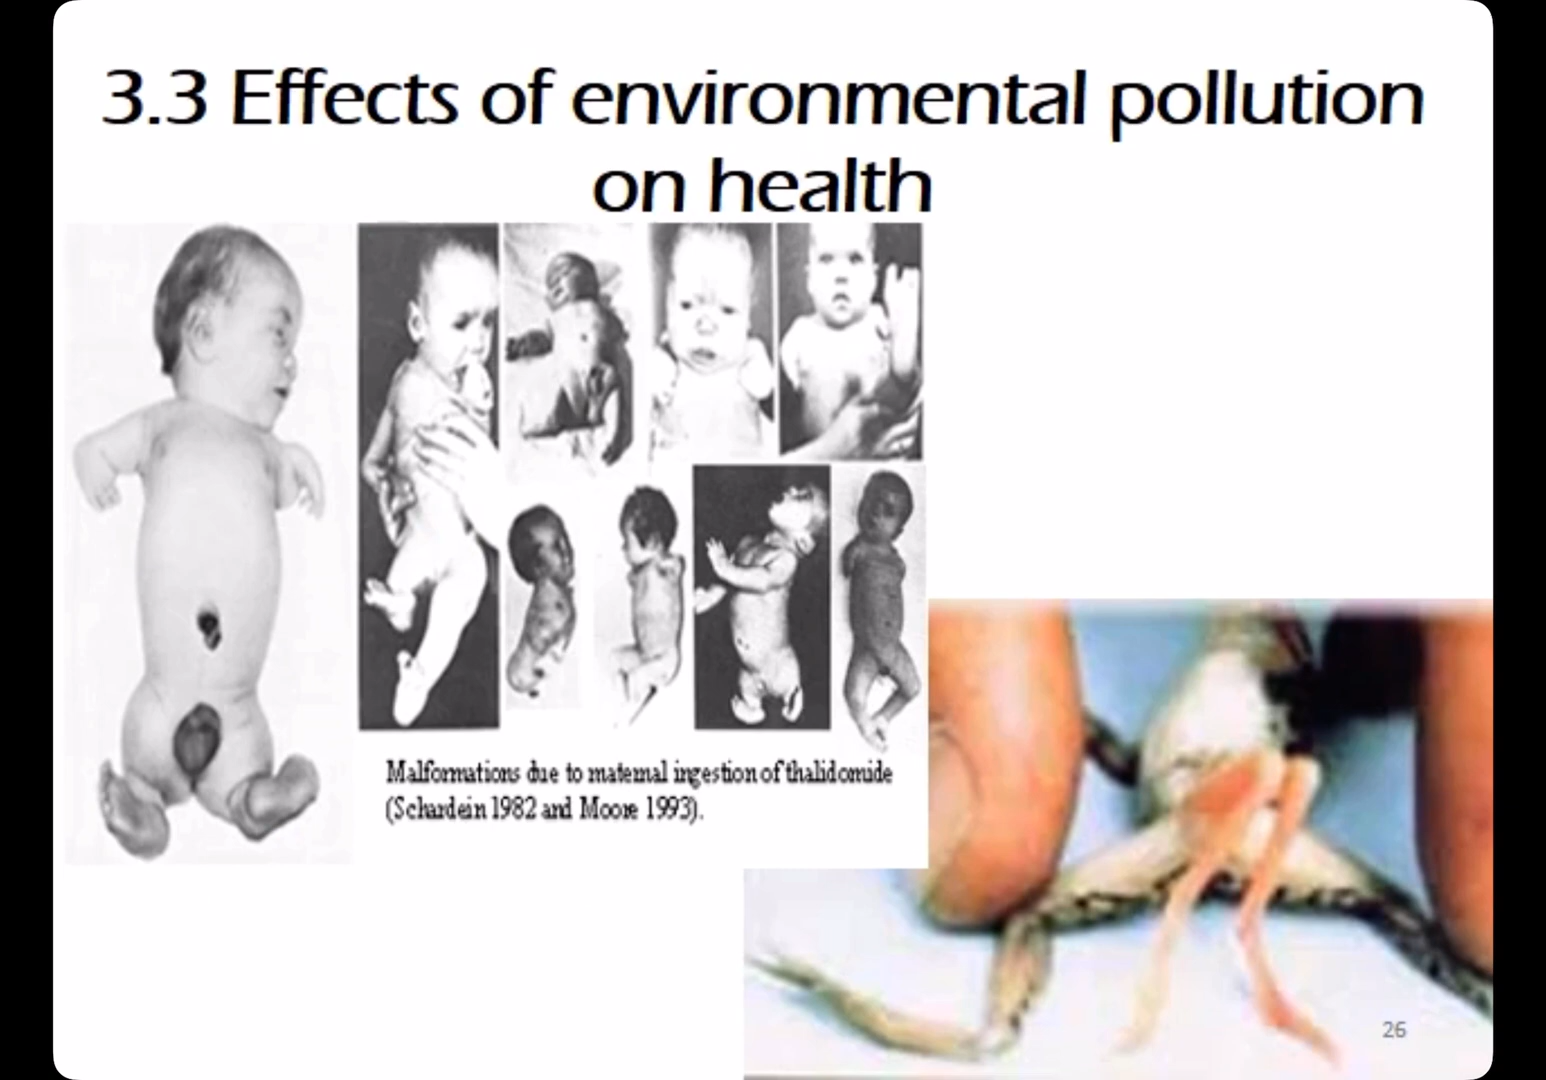 3.3 Effects of environmental pollution
on health
Malformations due to maternal ingestion of thalidomide
(Schardein 1982 and Moore 1993).
26